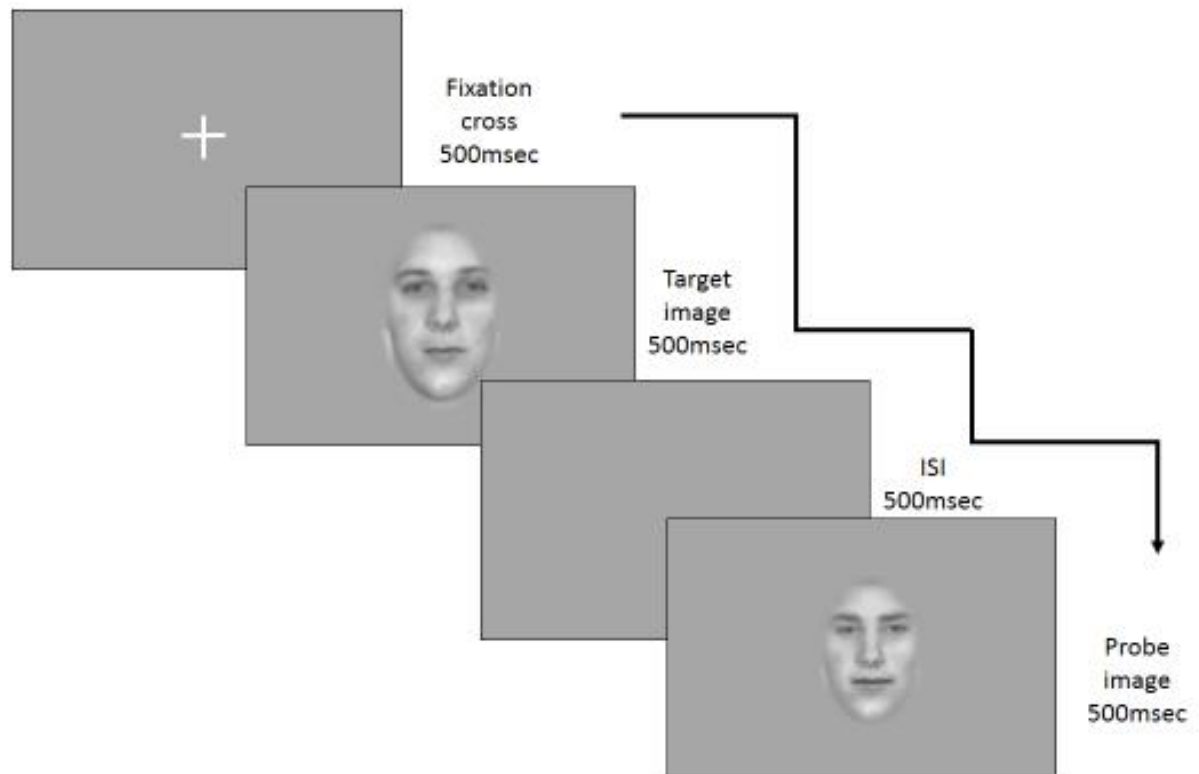 Fixation
cross
500msec
Target
image
500msec
ISI
500msec
Probe
image
500msec